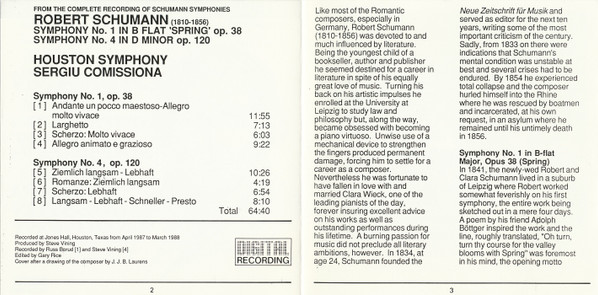 FROM THE COMPLETE RECORDING OF SCHUMANN SYMPHONIES
ROBERT SCHUMANN (1810-1856)
SYMPHONY No. 1 IN B FLAT 'SPRING' op. 38
SYMPHONY No. 4 IN D MINOR op. 120
HOUSTON SYMPHONY
SERGIU COMISSIONA
Symphony No. 1, op. 38
[1] Andante un pocco maestoso-Allegro
molto vivace 11:55
[2] Larghetto 7:13
[3] Scherzo: Molto vivace 6:03
[4] Allegro animato e grazioso 9:22
Symphony No. 4, op. 120
[5] Ziemlich langsam - Lebhaft 10:26
[6] Romanze: Ziemlich langsam 4:19
[7] Scherzo: Lebhaft 6:54
[8] Langsam - Lebhaft - Schneller - Presto 8:10
Total 64:40
Recorded at Jones Hall, Houston, Texas from April 1987 to March 1988
Produced by Steve Vining
Recorded by Russ Borud [1] and Steve Vining [4]
Edited by Gary Rice
Cover after a drawing of the composer by J. J. B. Laurens
DIGITAL
RECORDING
2
Like most of the Romantic
composers, especially in
Germany, Robert Schumann
(1810-1856) was devoted to and
much influenced by literature.
Being the youngest child of a
bookseller, author and publisher
he seemed destined for a career in
literature in spite of his equally
great love of music. Turning his
back on his artistic impulses he
enrolled at the University at
Leipzig to study law and
philosophy but, along the way,
became obsessed with becoming
a piano virtuoso. Unwise use of a
mechanical device to strengthen
the fingers produced permanent
damage, forcing him to settle for a
career as a composer.
Nevertheless he was fortunate to
have fallen in love with and
married Clara Wieck, one of the
leading pianists of the day,
forever insuring excellent advice
on his works as well as
outstanding performances during
his lifetime. A burning passion for
music did not preclude all literary
ambitions, however. In 1834, at
age 24, Schumann founded the
Neue Zeitschrift für Musik and
served as editor for the next ten
years, writing some of the most
important criticism of the century.
Sadly, from 1833 on there were
indications that Schumann's
mental condition was unstable at
best and several crises had to be
endured. By 1854 he experienced
total collapse and the composer
hurled himself into the Rhine
where he was rescued by boatmen
and incarcerated, at his own
request, in an asylum where he
remained until his untimely death
in 1856.
Symphony No. 1 in B-flat
Major, Opus 38 (Spring)
In 1841, the newly-wed Robert and
Clara Schumann lived in a suburb
of Leipzig where Robert worked
somewhat feverishly on his first
symphony, the entire work being
sketched out in a mere four days.
A poem by his friend Adolph
Böttger inspired the work and the
line, roughly translated, "Oh turn,
turn thy course for the valley
blooms with Spring" was foremost
in his mind, the opening motto
3